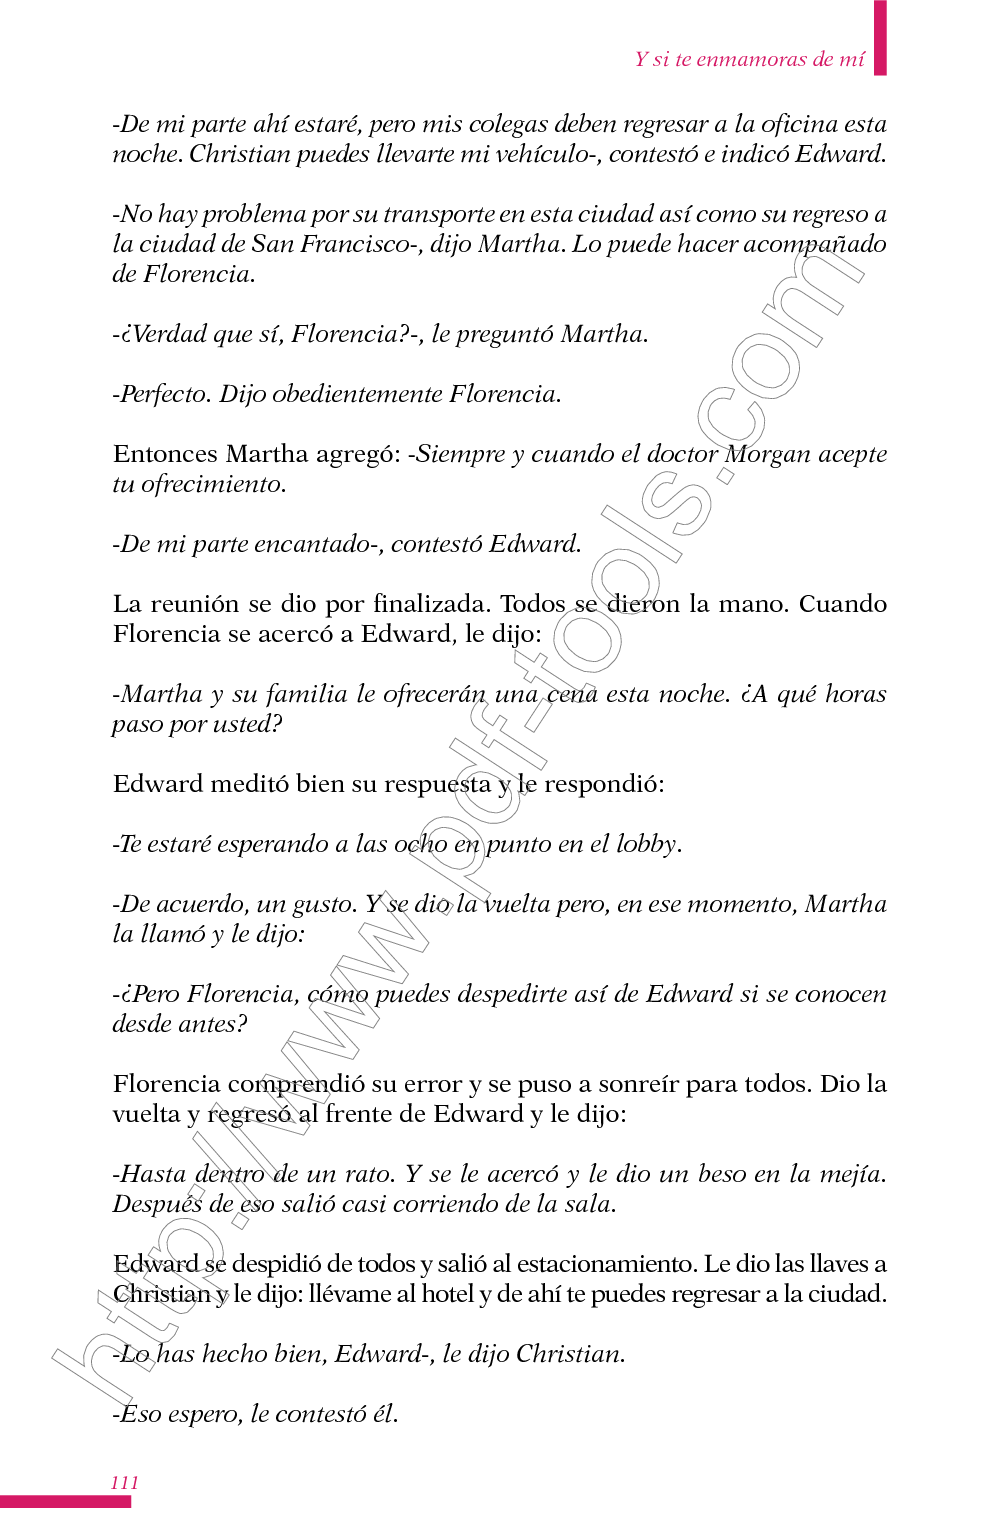 Y si te enmamoras de mí
-De mi parte ahí estaré, pero mis colegas deben regresar a la oficina esta
noche. Christian puedes llevarte mi vehículo-, contestó e indicó Edward.
-No hay problema por su transporte en esta ciudad así como su regreso a
la ciudad de San Francisco-, dijo Martha. Lo puede hacer acompañado
de Florencia.
-¿Verdad que sí, Florencia?-, le preguntó Martha.
-Perfecto. Dijo obedientemente Florencia.
Entonces Martha agregó: -Siempre y cuando el doctor Morgan acepte
tu ofrecimiento.
-De mi parte encantado-, contestó Edward.
La reunión se dio por finalizada. Todos se dieron la mano. Cuando
Florencia se acercó a Edward, le dijo:
-Martha y su familia le ofrecerán una cena esta noche. ¿A qué horas
paso por usted?
Edward meditó bien su respuesta y le respondió:
-Te estaré esperando a las ocho en punto en el lobby.
-De acuerdo, un gusto. Y se dio la vuelta pero, en ese momento, Martha
la llamó y le dijo:
-¿Pero Florencia, cómo puedes despedirte así de Edward si se conocen
desde antes?
Florencia comprendió su error y se puso a sonreír para todos. Dio la
vuelta y regresó al frente de Edward y le dijo:
-Hasta dentro de un rato. Y se le acercó y le dio un beso en la mejía.
Después de eso salió casi corriendo de la sala.
Edward se despidió de todos y salió al estacionamiento. Le dio las llaves a
Christian y le dijo: llévame al hotel y de ahí te puedes regresar a la ciudad.
-Lo has hecho bien, Edward-, le dijo Christian.
-Eso espero, le contestó él.
111
http://www.pdf-tools.com